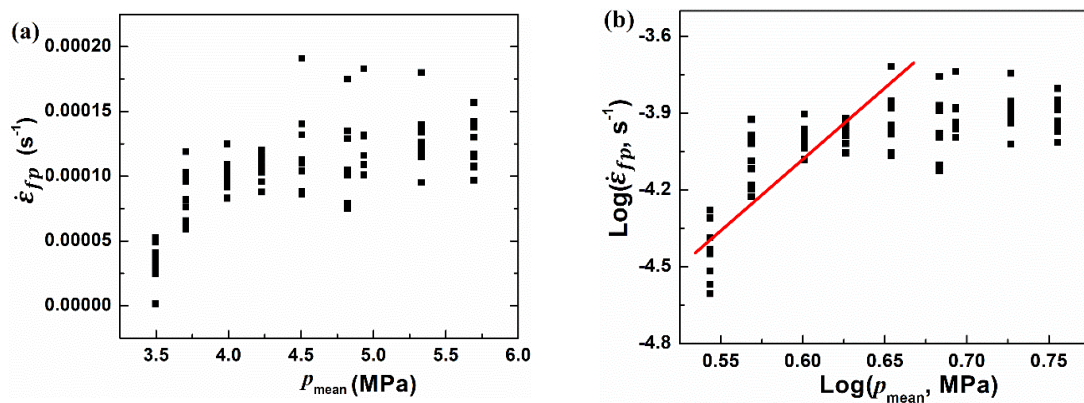 (a)
0.00020
0.00015
0.00010
0.00005
0.00000
ε̇fp (s⁻¹)
3.5 4.0 4.5 5.0 5.5 6.0
pmean (MPa)
(b)
-3.6
-3.9
-4.2
-4.5
-4.8
Log(ε̇fp, s⁻¹)
0.55 0.60 0.65 0.70 0.75
Log(pmean, MPa)